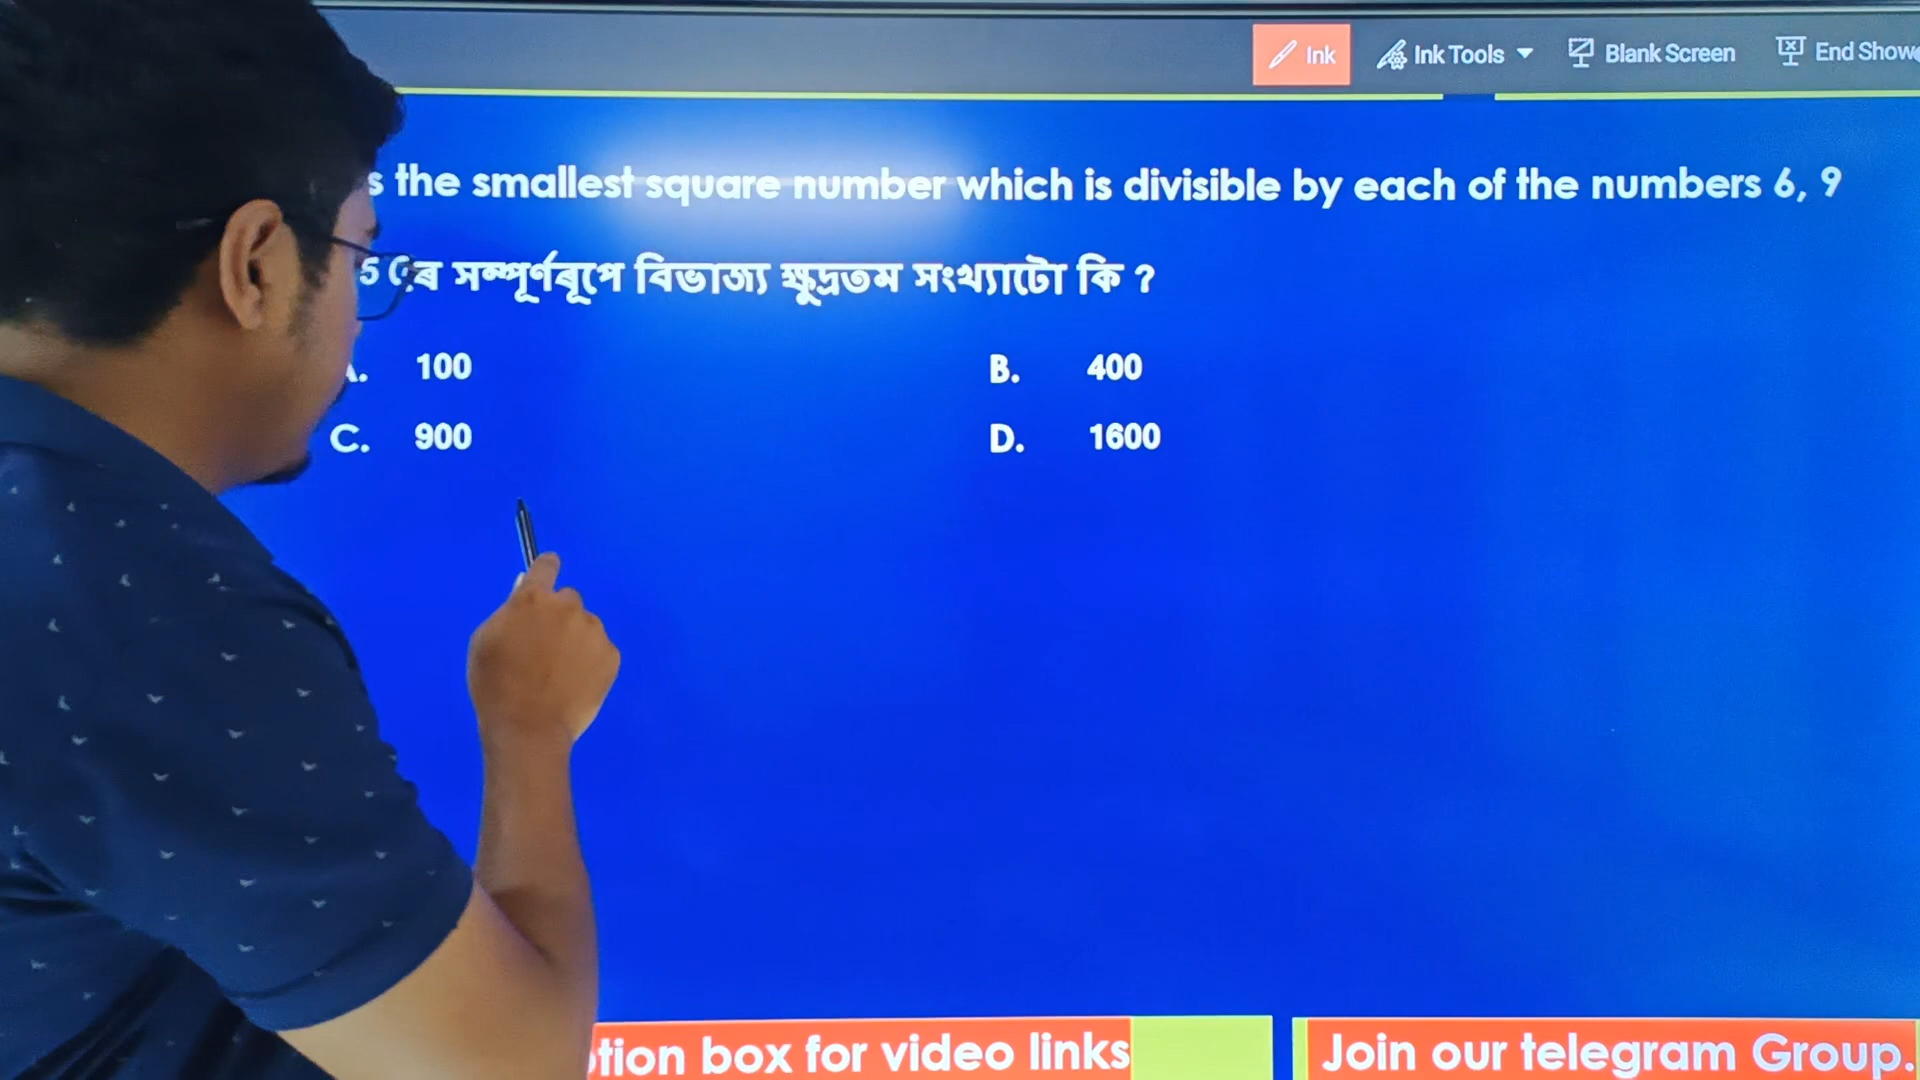 Ink Ink Tools Blank Screen End Show
s the smallest square number which is divisible by each of the numbers 6, 9
5 ৰে সম্পূৰ্ণৰূপে বিভাজ্য ক্ষুদ্ৰতম সংখ্যাটো কি ?
A. 100 B. 400
C. 900 D. 1600
tion box for video links Join our telegram Group.